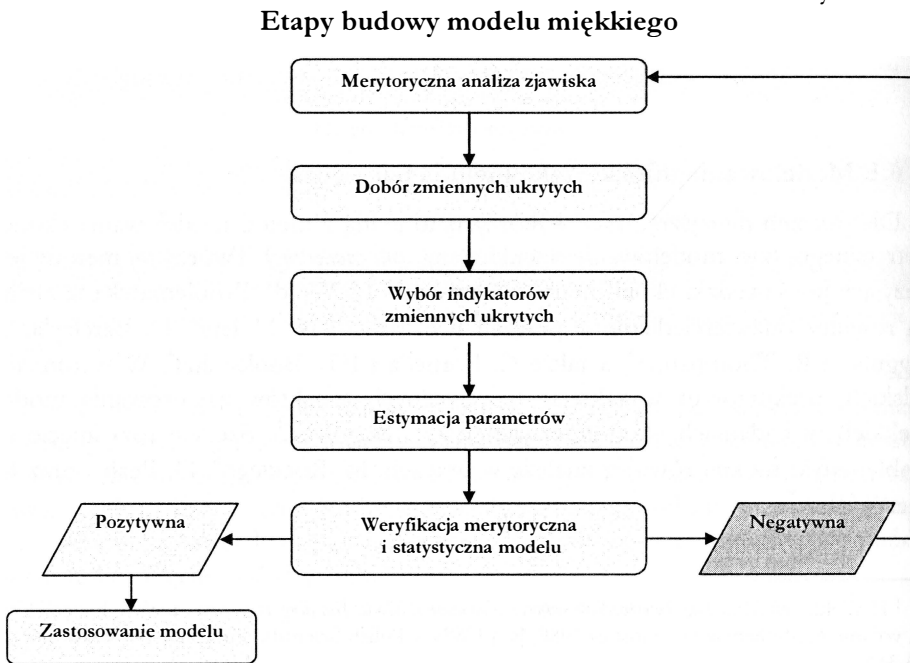 Etapy budowy modelu miękkiego
Merytoryczna analiza zjawiska
Dobór zmiennych ukrytych
Wybór indykatorów
zmiennych ukrytych
Estymacja parametrów
Pozytywna
Weryfikacja merytoryczna
i statystyczna modelu
Negatywna
Zastosowanie modelu